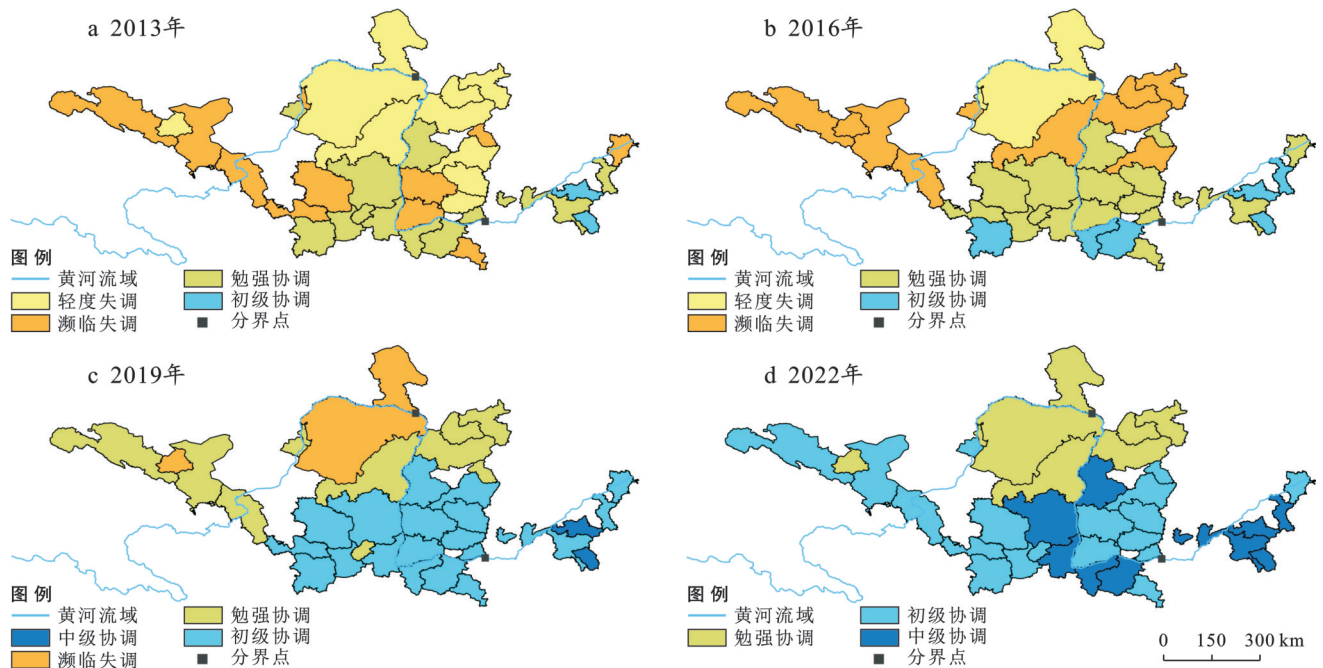 a 2013年
图例
黄河流域
轻度失调
濒临失调
勉强协调
初级协调
分界点
b 2016年
图例
黄河流域
轻度失调
濒临失调
勉强协调
初级协调
分界点
c 2019年
图例
黄河流域
中级协调
濒临失调
勉强协调
初级协调
分界点
d 2022年
图例
黄河流域
勉强协调
初级协调
中级协调
分界点
0 150 300 km